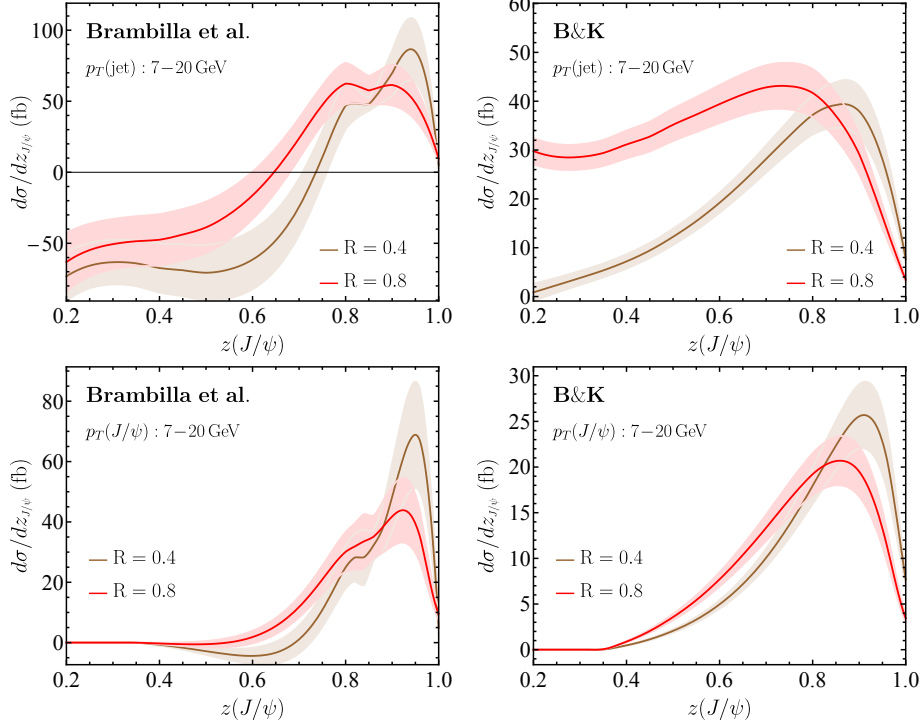 Brambilla et al.
p_T(jet) : 7−20 GeV
dσ/dz_{J/ψ} (fb)
100
50
0
−50
R = 0.4
R = 0.8
0.2 0.4 0.6 0.8 1.0
z(J/ψ)
B&K
p_T(jet) : 7−20 GeV
dσ/dz_{J/ψ} (fb)
60
50
40
30
20
10
0
R = 0.4
R = 0.8
0.2 0.4 0.6 0.8 1.0
z(J/ψ)
Brambilla et al.
p_T(J/ψ) : 7−20 GeV
dσ/dz_{J/ψ} (fb)
80
60
40
20
0
R = 0.4
R = 0.8
0.2 0.4 0.6 0.8 1.0
z(J/ψ)
B&K
p_T(J/ψ) : 7−20 GeV
dσ/dz_{J/ψ} (fb)
30
25
20
15
10
5
0
R = 0.4
R = 0.8
0.2 0.4 0.6 0.8 1.0
z(J/ψ)